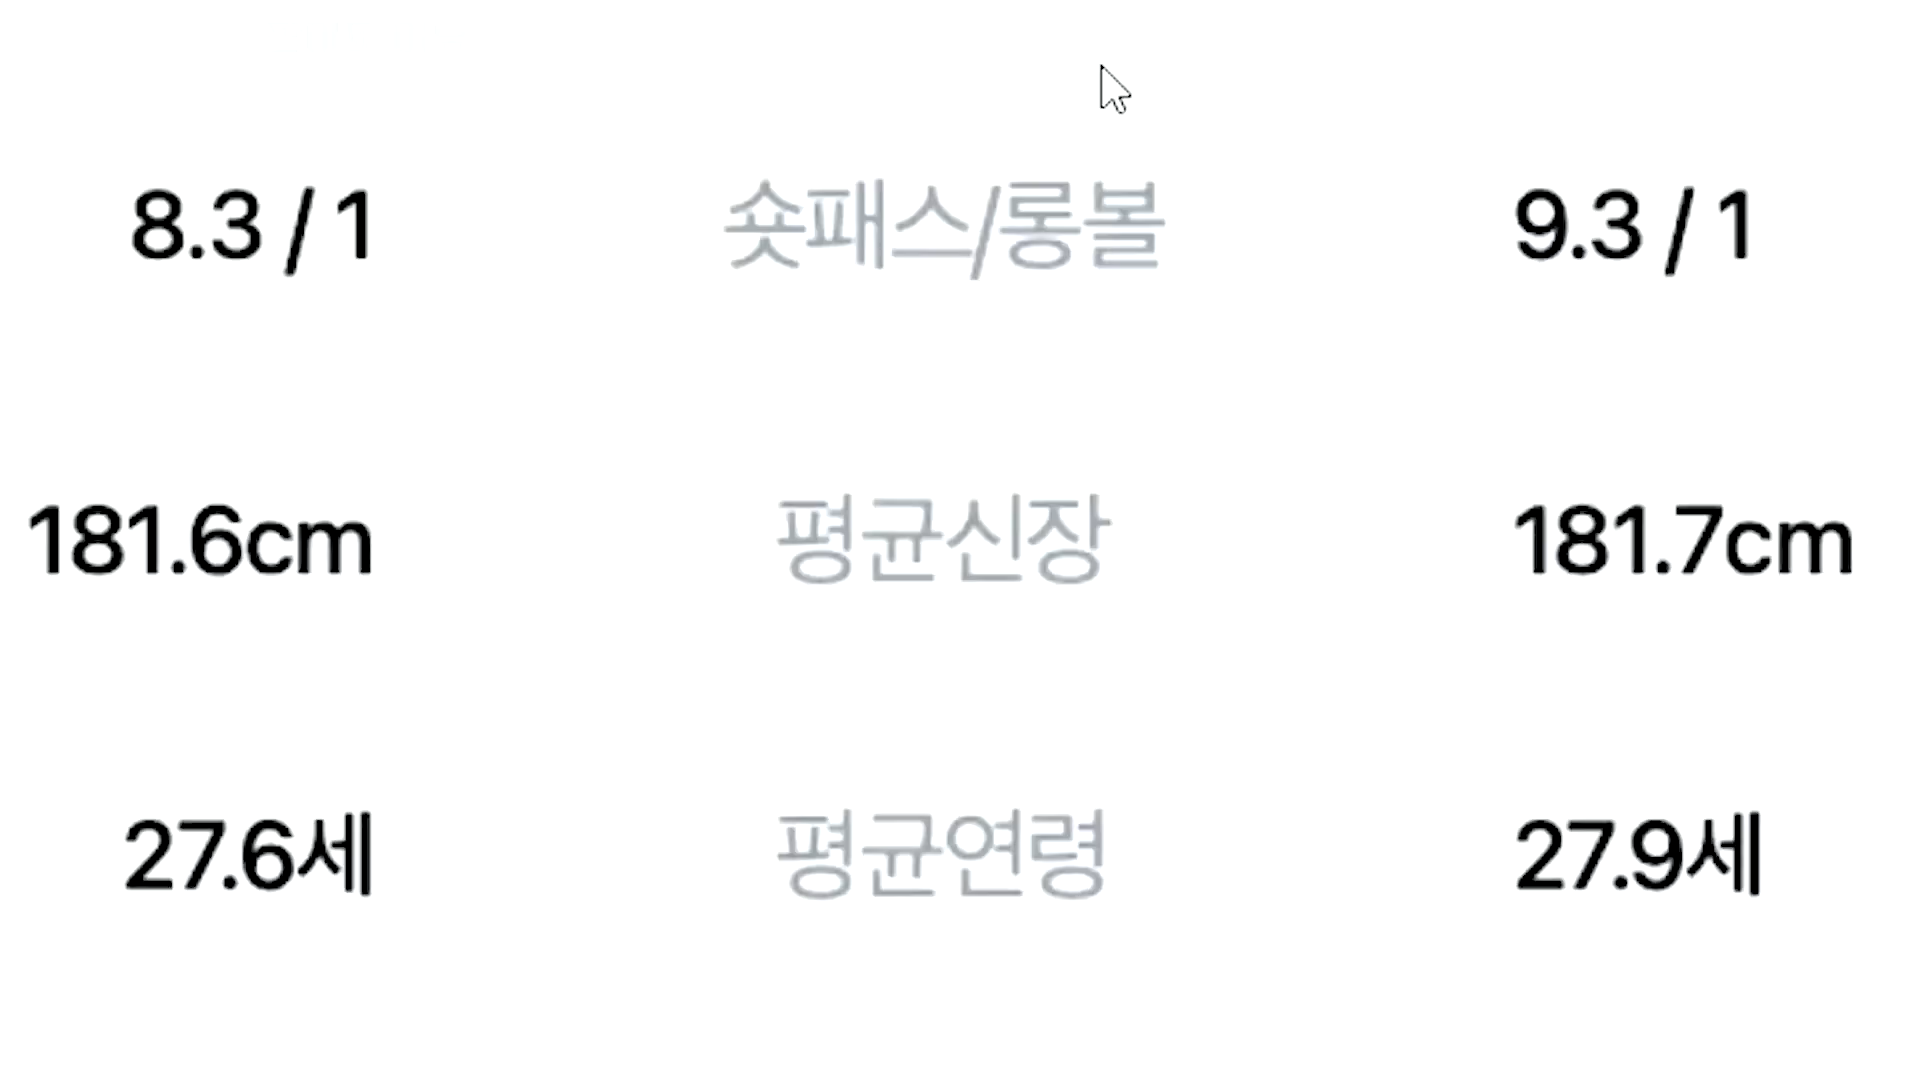 8.3 / 1 숏패스/롱볼 9.3 / 1
181.6cm 평균신장 181.7cm
27.6세 평균연령 27.9세